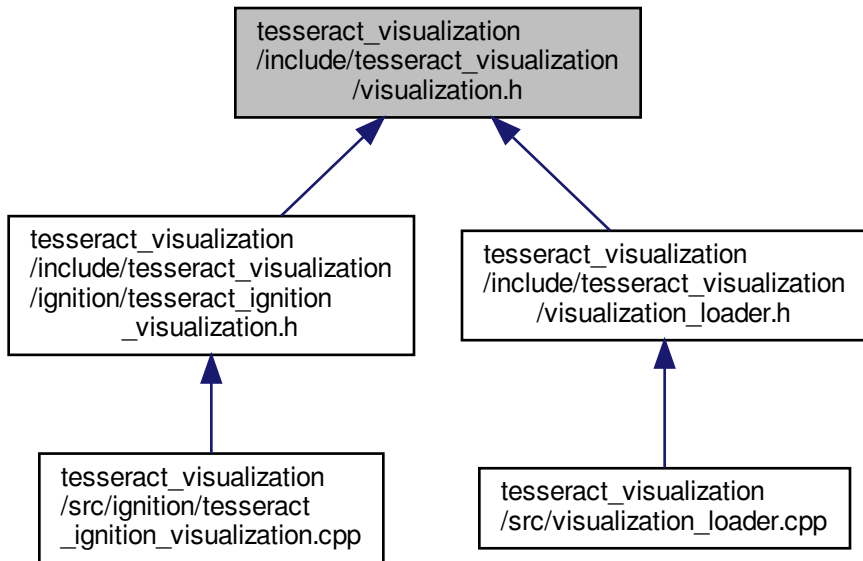 tesseract_visualization
/include/tesseract_visualization
/visualization.h
tesseract_visualization
/include/tesseract_visualization
/ignition/tesseract_ignition
_visualization.h
tesseract_visualization
/include/tesseract_visualization
/visualization_loader.h
tesseract_visualization
/src/ignition/tesseract
_ignition_visualization.cpp
tesseract_visualization
/src/visualization_loader.cpp